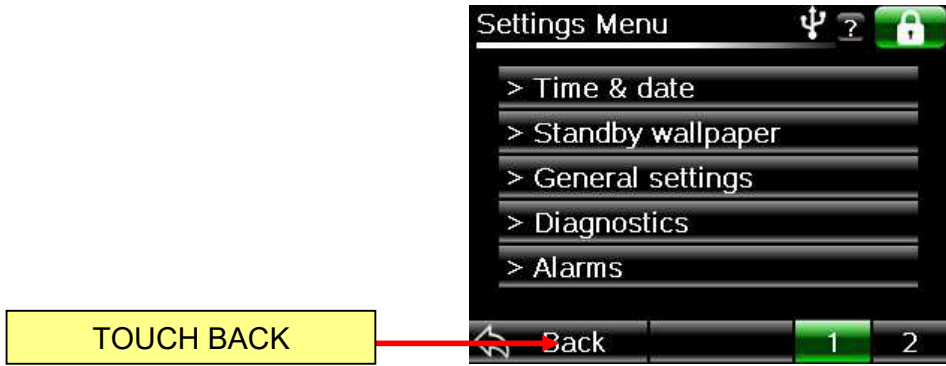 Settings Menu ?
> Time & date
> Standby wallpaper
> General settings
> Diagnostics
> Alarms
TOUCH BACK
Back 1 2